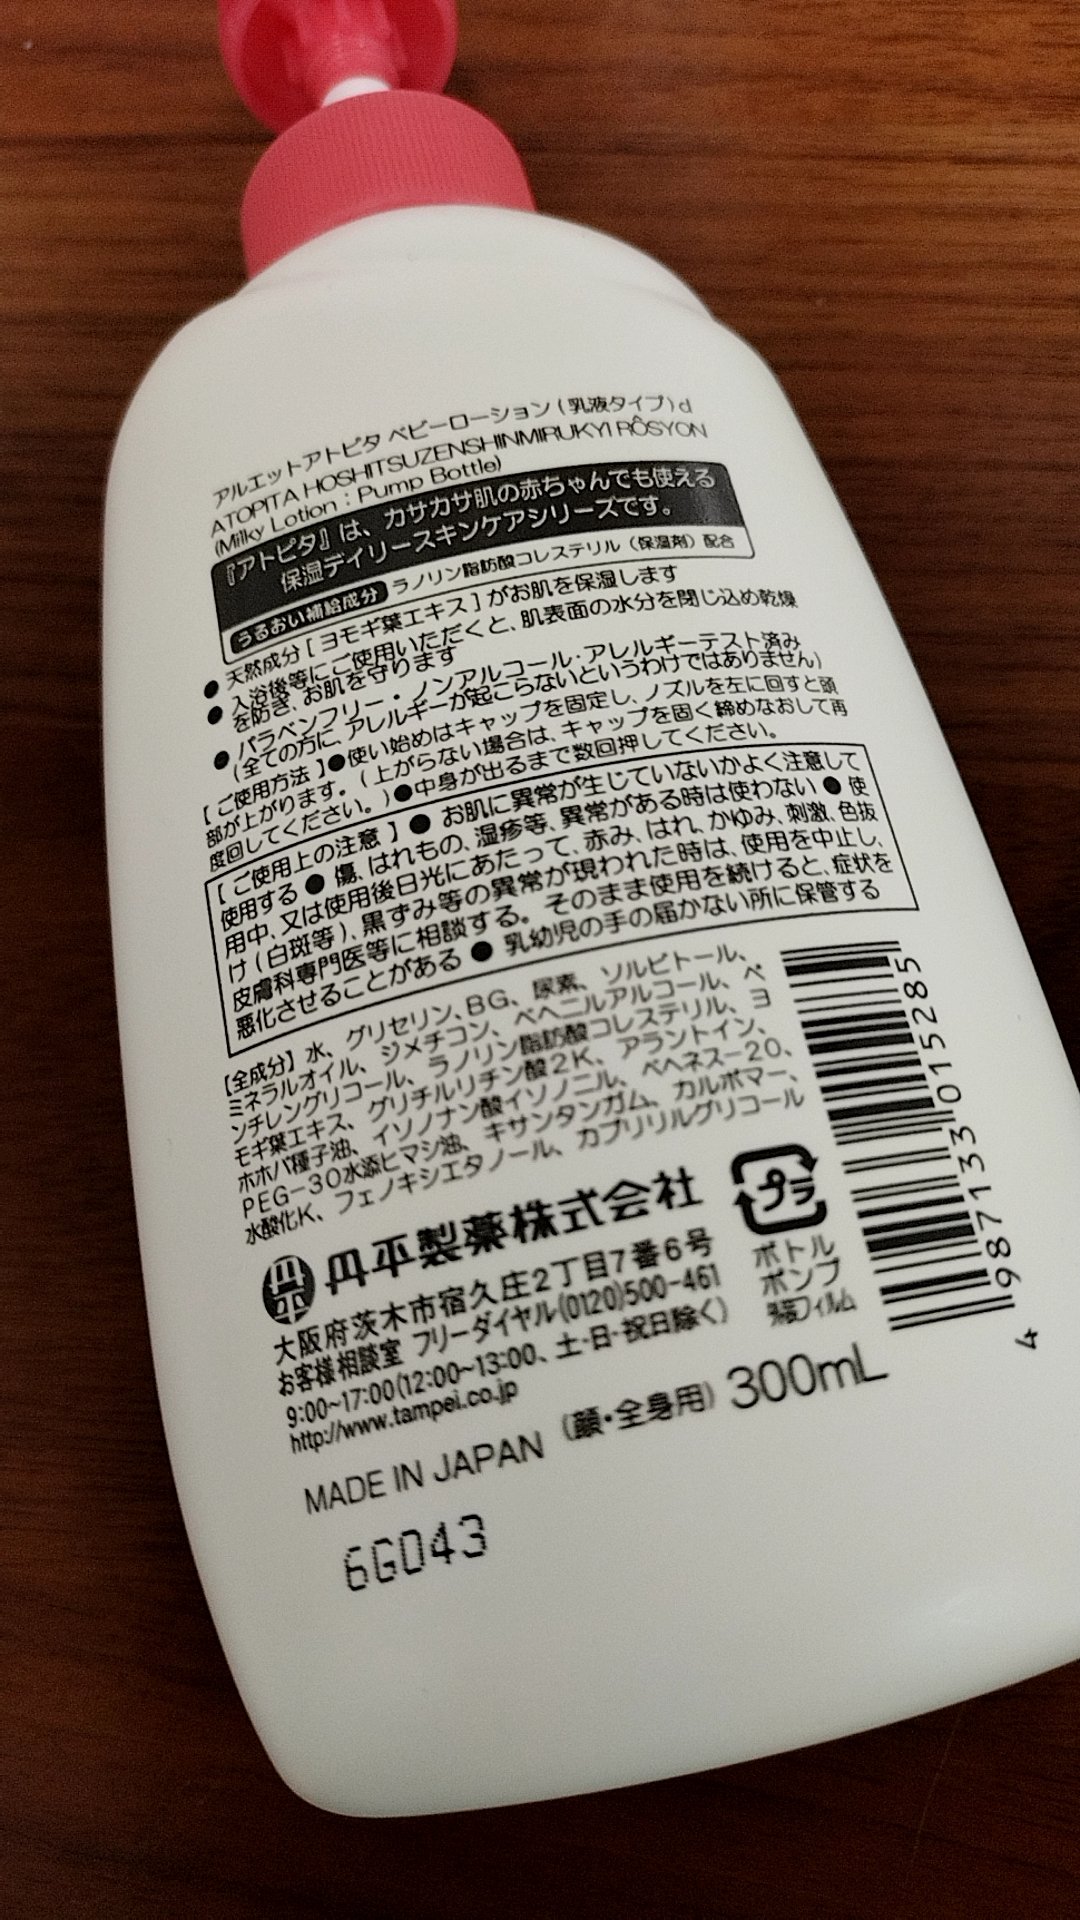 アルエットアトピタ ベビーローション(乳液タイプ)d
ATOPITA HOSHITSUZENSHINMIRUKYI RÔSYON
(Milky Lotion : Pump Bottle)
『アトピタ』は、カサカサ肌の赤ちゃんでも使える
保湿デイリースキンケアシリーズです。
うるおい補給成分 ラノリン脂肪酸コレステリル(保湿剤)配合
● 天然成分[ヨモギ葉エキス]がお肌を保湿します
● 入浴後等にご使用いただくと、肌表面の水分を閉じ込め乾燥
を防ぎ、お肌を守ります
● パラベンフリー・ノンアルコール・アレルギーテスト済み
(全ての方に、アレルギーが起こらないというわけではありません)
[ご使用方法]●使い始めはキャップを固定し、ノズルを左に回すと頭
部が上がります。(上がらない場合は、キャップを固く締めなおして再
度回してください。)●中身が出るまで数回押してください。
[ご使用上の注意]● お肌に異常が生じていないかよく注意して
使用する ● 傷、はれもの、湿疹等、異常がある時は使わない ● 使
用中、又は使用後日光にあたって、赤み、はれ、かゆみ、刺激、色抜
け(白斑等)、黒ずみ等の異常が現われた時は、使用を中止し、
皮膚科専門医等に相談する。そのまま使用を続けると、症状を
悪化させることがある ● 乳幼児の手の届かない所に保管する
【全成分】水、グリセリン、BG、尿素、ソルビトール、
ミネラルオイル、ジメチコン、ベヘニルアルコール、ペ
ンチレングリコール、ラノリン脂肪酸コレステリル、ヨ
モギ葉エキス、グリチルリチン酸2K、アラントイン、
ホホバ種子油、イソノナン酸イソノニル、ベヘネス-20、
PEG-30水添ヒマシ油、キサンタンガム、カルボマー、
水酸化K、フェノキシエタノール、カプリリルグリコール
丹平 丹平製薬株式会社
大阪府茨木市宿久庄2丁目7番6号
お客様相談室 フリーダイヤル(0120)500-461
9:00~17:00(12:00~13:00、土・日・祝日除く)
http://www.tampei.co.jp
プラ
ボトル
ポンプ
外装フィルム
MADE IN JAPAN (顔・全身用) 300mL
6G043
4 987133 015285